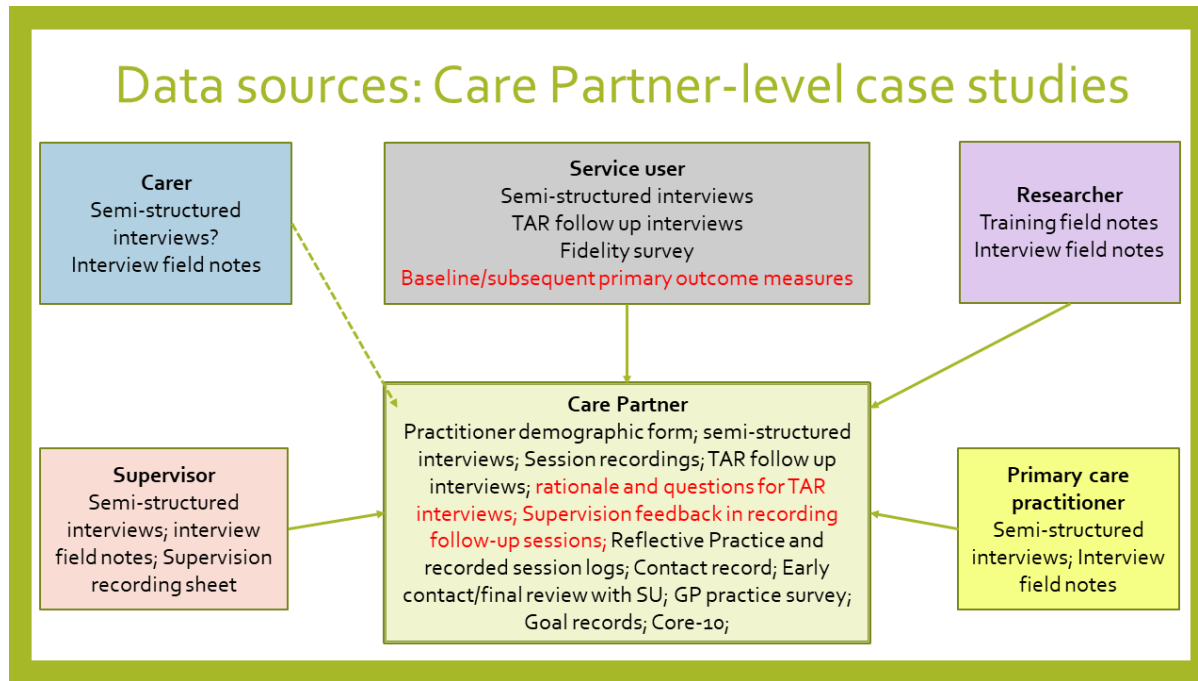 Data sources: Care Partner-level case studies
Carer
Semi-structured
interviews?
Interview field notes
Service user
Semi-structured interviews
TAR follow up interviews
Fidelity survey
Baseline/subsequent primary outcome measures
Researcher
Training field notes
Interview field notes
Supervisor
Semi-structured
interviews; interview
field notes; Supervision
recording sheet
Care Partner
Practitioner demographic form; semi-structured
interviews; Session recordings; TAR follow up
interviews; rationale and questions for TAR
interviews; Supervision feedback in recording
follow-up sessions; Reflective Practice and
recorded session logs; Contact record; Early
contact/final review with SU; GP practice survey;
Goal records; Core-10;
Primary care
practitioner
Semi-structured
interviews; Interview
field notes